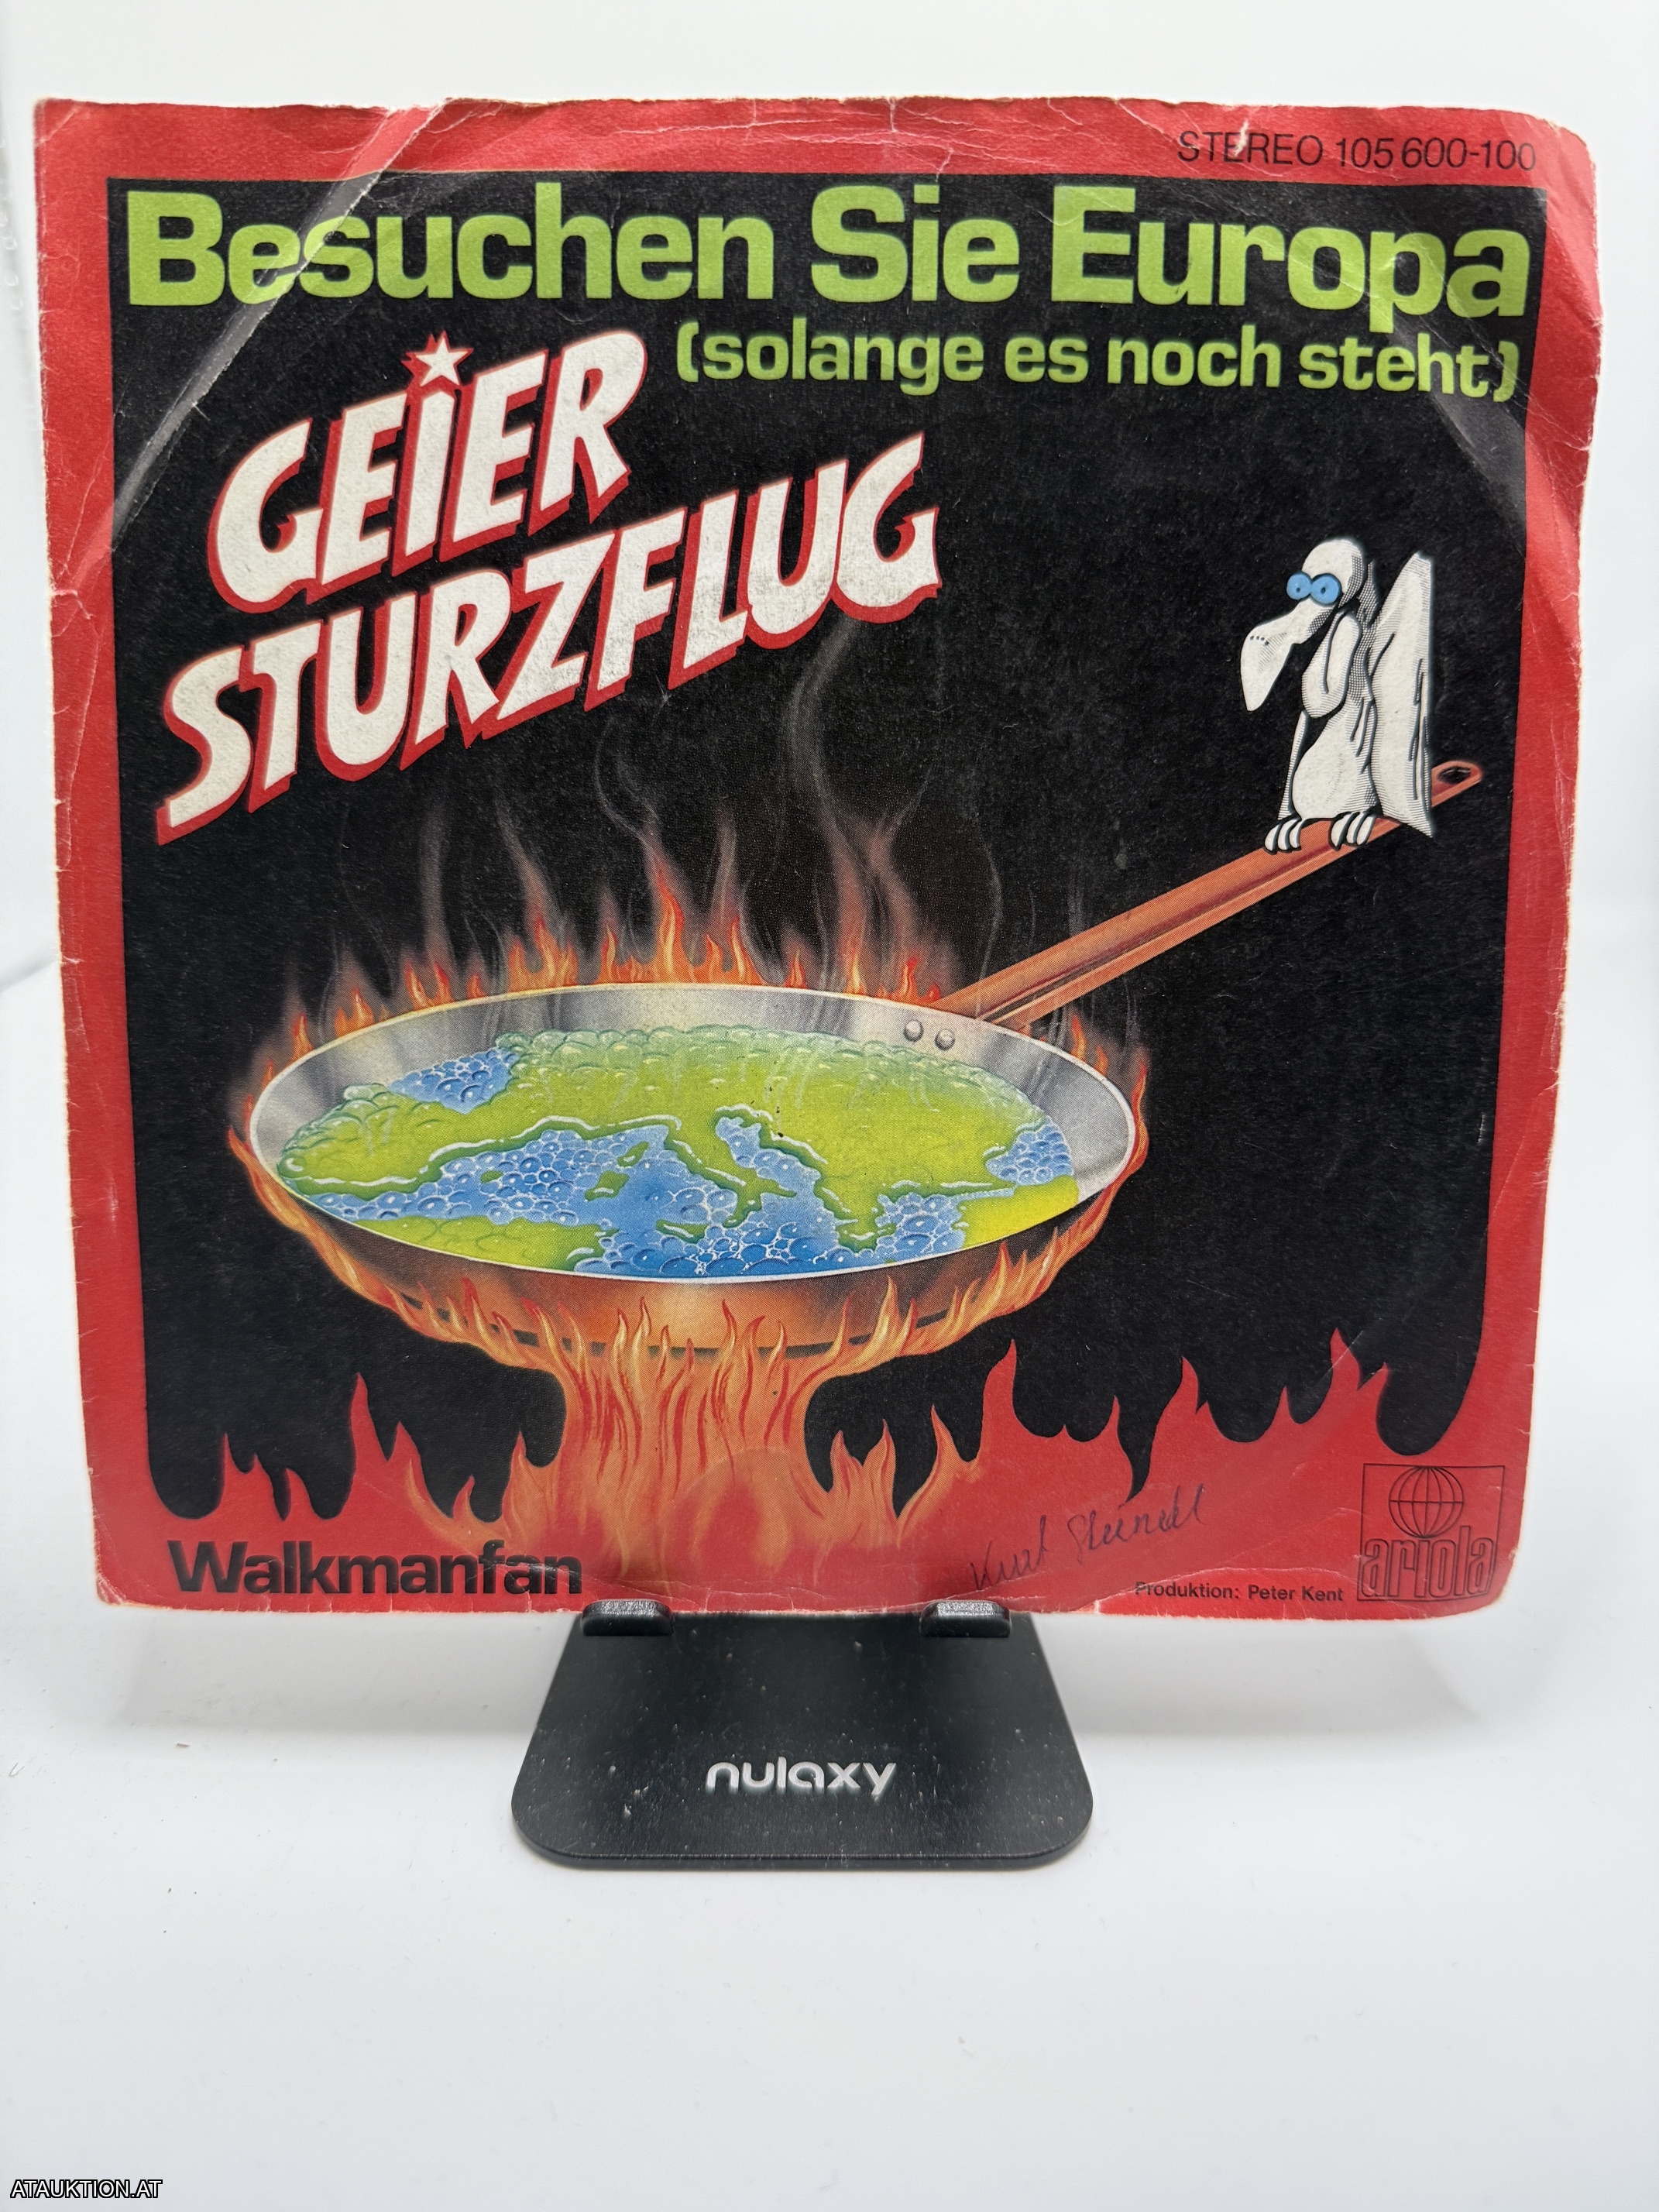 STEREO 105 600-100
Besuchen Sie Europa
(solange es noch steht)
GEiER
STURZFLUG
Walkmanfan
Kurt
Produktion: Peter Kent
ariola
nulaxy
ATAUKTION.AT